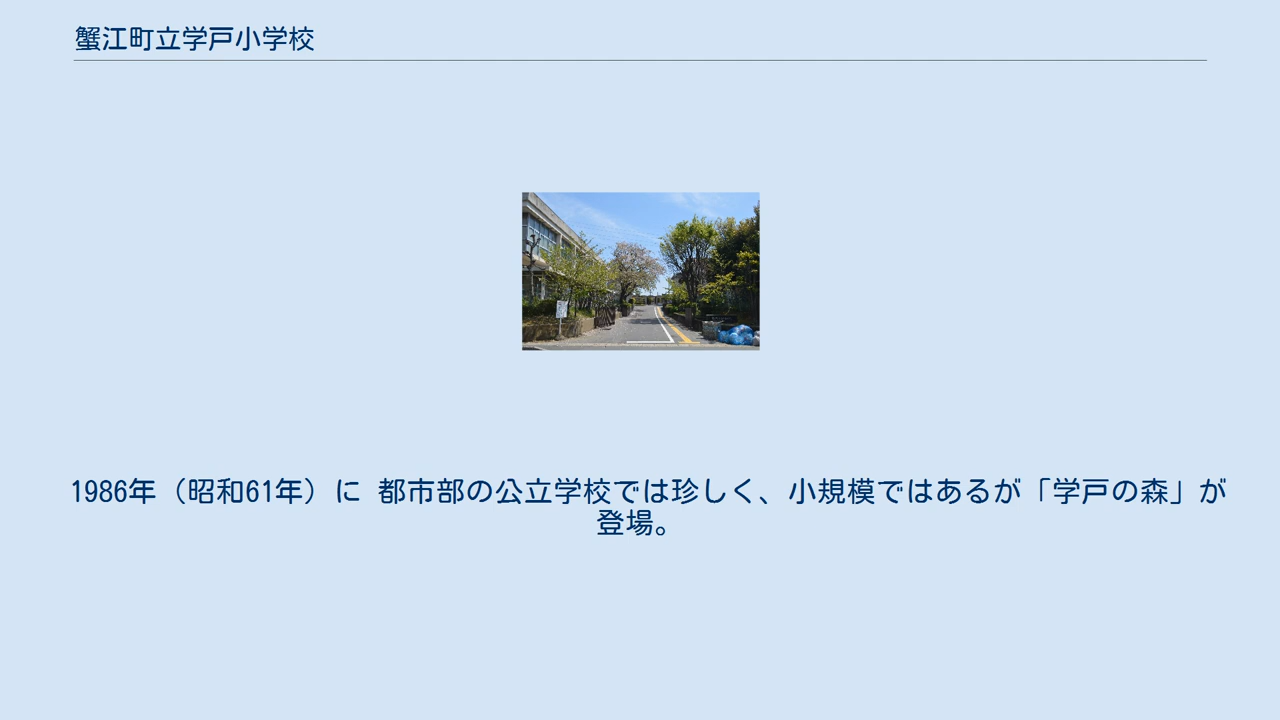 蟹江町立学戸小学校
1986年（昭和61年）に 都市部の公立学校では珍しく、小規模ではあるが「学戸の森」が
登場。